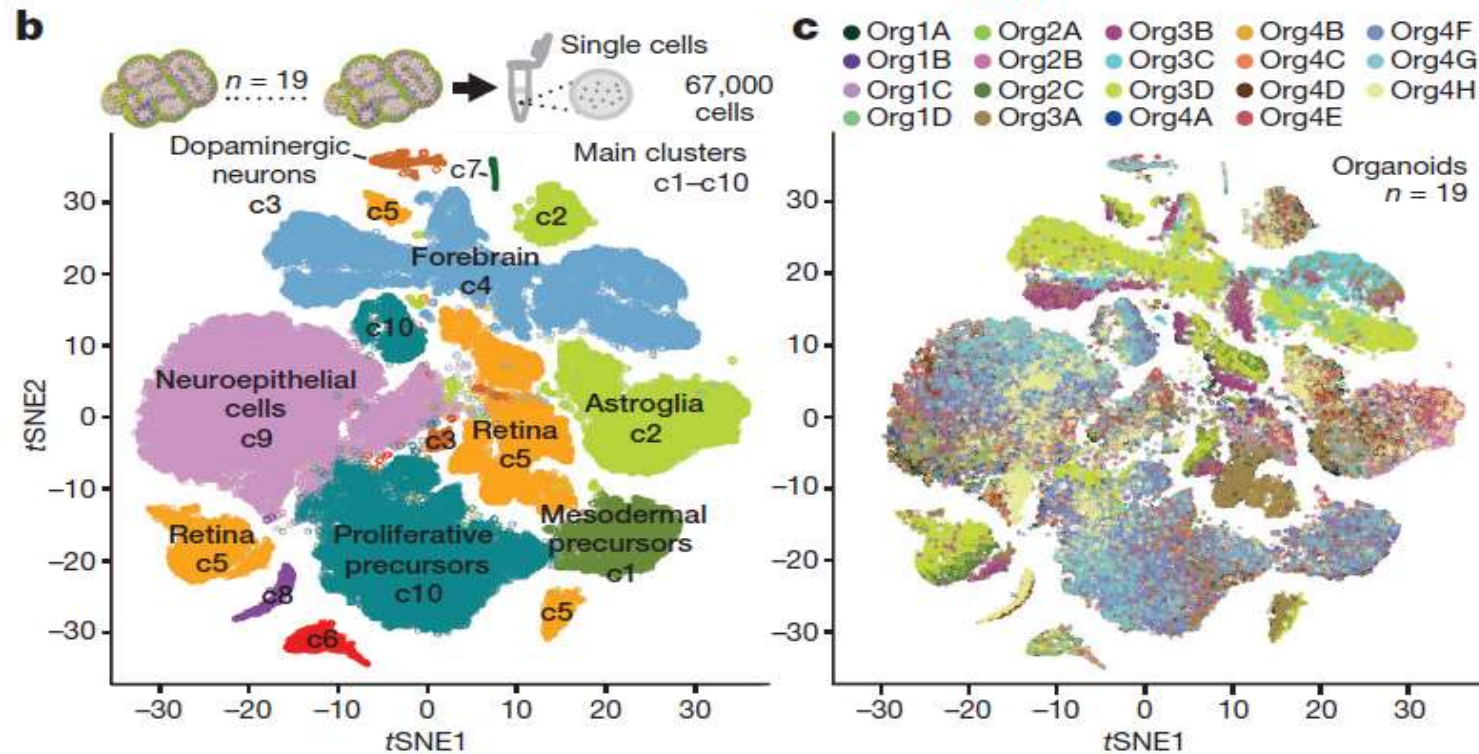 b
n = 19
Single cells
67,000
cells
Dopaminergic
neurons
c3
c7
Main clusters
c1–c10
c5
c2
Forebrain
c4
c10
Neuroepithelial
cells
c9
Astroglia
c2
c3
Retina
c5
Retina
c5
Proliferative
precursors
c10
Mesodermal
precursors
c1
c8
c6
c5
30
20
10
0
–10
–20
–30
tSNE2
–30 –20 –10 0 10 20 30
tSNE1
c
Org1A Org2A Org3B Org4B Org4F
Org1B Org2B Org3C Org4C Org4G
Org1C Org2C Org3D Org4D Org4H
Org1D Org3A Org4A Org4E
Organoids
n = 19
30
20
10
0
–10
–20
–30
–30 –20 –10 0 10 20 30
tSNE1